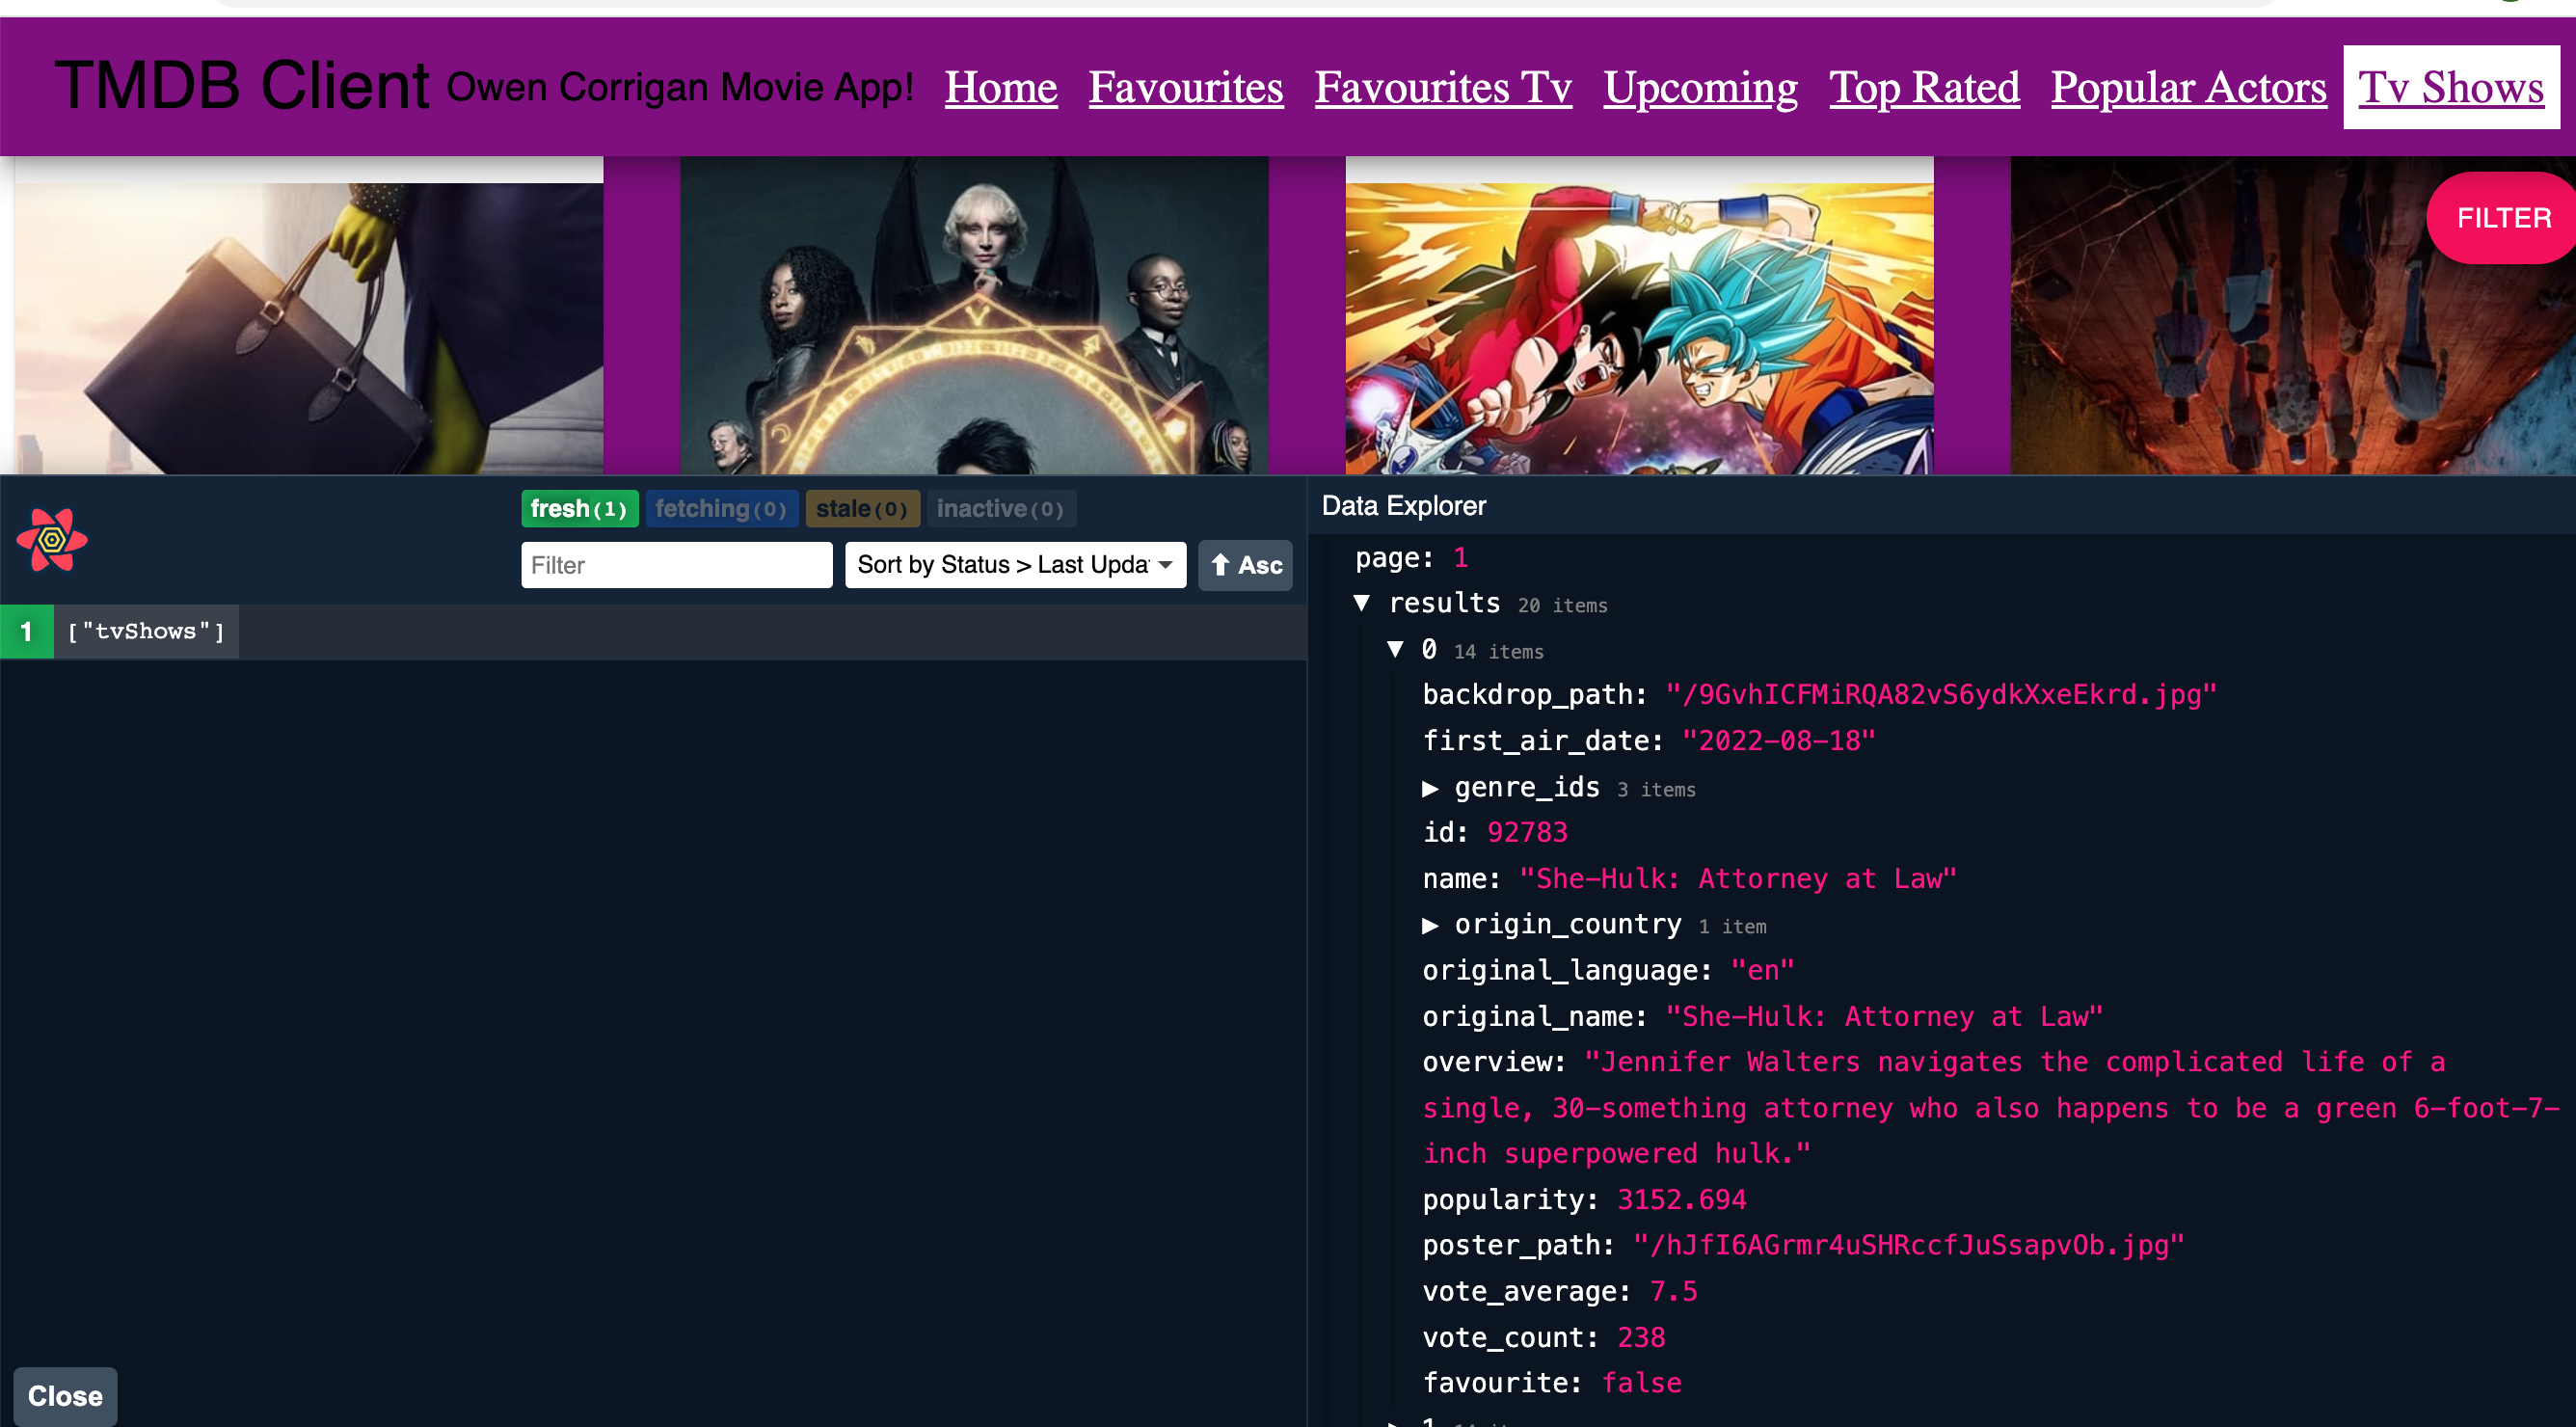 TMDB Client Owen Corrigan Movie App! Home Favourites Favourites Tv Upcoming Top Rated Popular Actors Tv Shows
FILTER
fresh (1) fetching (0) stale (0) inactive (0)
Filter Sort by Status > Last Upda Asc
1 ["tvShows"]
Close
Data Explorer
page: 1
▼ results 20 items
▼ 0 14 items
backdrop_path: "/9GvhICFMiRQA82vS6ydkXxeEkrd.jpg"
first_air_date: "2022-08-18"
▶ genre_ids 3 items
id: 92783
name: "She-Hulk: Attorney at Law"
▶ origin_country 1 item
original_language: "en"
original_name: "She-Hulk: Attorney at Law"
overview: "Jennifer Walters navigates the complicated life of a
single, 30-something attorney who also happens to be a green 6-foot-7-
inch superpowered hulk."
popularity: 3152.694
poster_path: "/hJfI6AGrmr4uSHRccfJuSsapvOb.jpg"
vote_average: 7.5
vote_count: 238
favourite: false